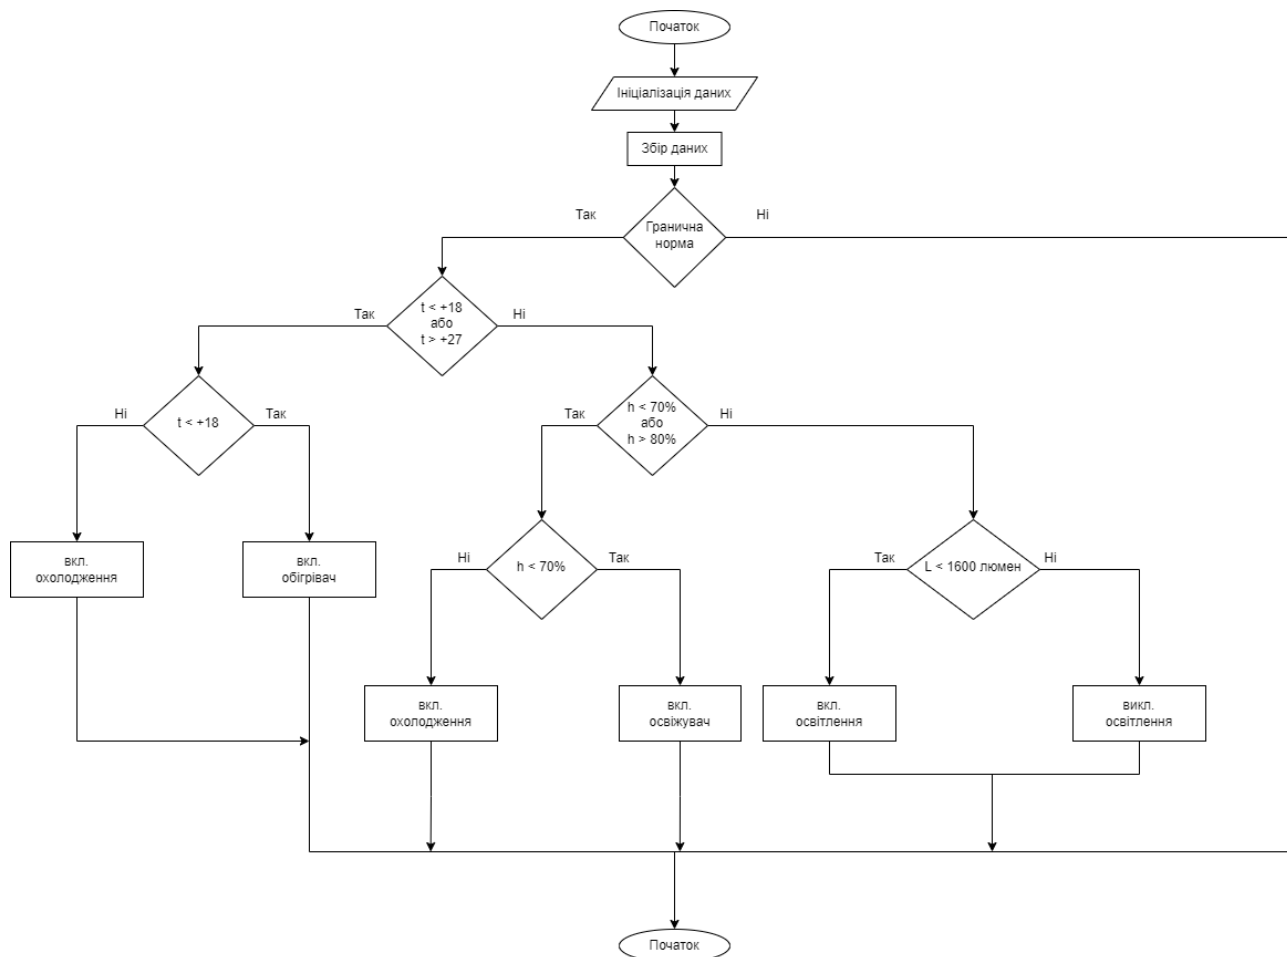 Початок
Ініціалізація даних
Збір даних
Так
Ні
Гранична
норма
t < +18
або
t > +27
Так
Ні
t < +18
Ні
Так
h < 70%
або
h > 80%
Так
Ні
вкл.
охолодження
вкл.
обігрівач
h < 70%
Ні
Так
L < 1600 люмен
Так
Ні
вкл.
охолодження
вкл.
освіжувач
вкл.
освітлення
викл.
освітлення
Початок